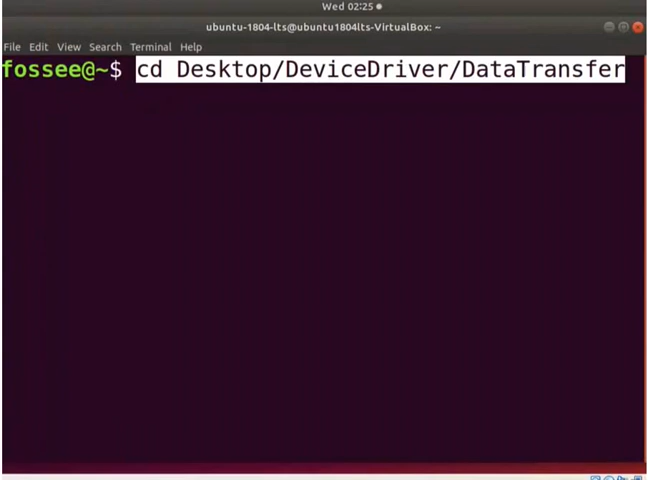 Wed 02:25
ubuntu-1804-lts@ubuntu1804lts-VirtualBox: ~
File Edit View Search Terminal Help
fossee@~$ cd Desktop/DeviceDriver/DataTransfer